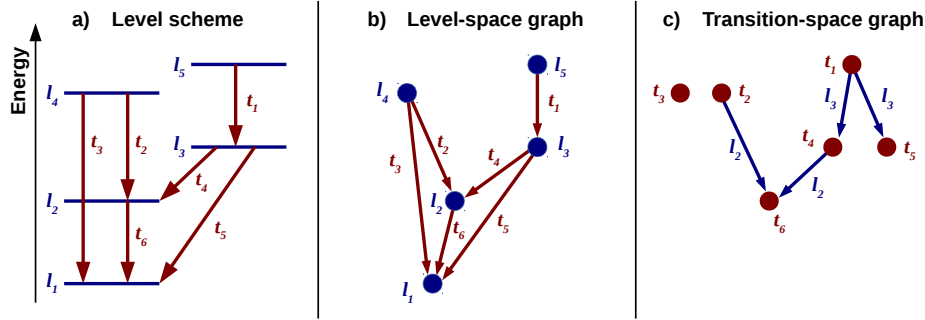 a) Level scheme
Energy
l5
l4
t1
t3
t2
l3
t4
l2
t6
t5
l1
b) Level-space graph
l5
l4
t1
t2
t3
t4
l3
l2
t6
t5
l1
c) Transition-space graph
t1
t3
t2
l3
l3
t4
t5
l2
l2
t6